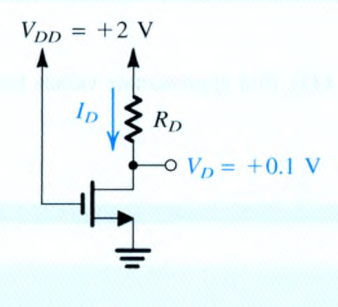 V_DD = +2 V
I_D
R_D
V_D = +0.1 V